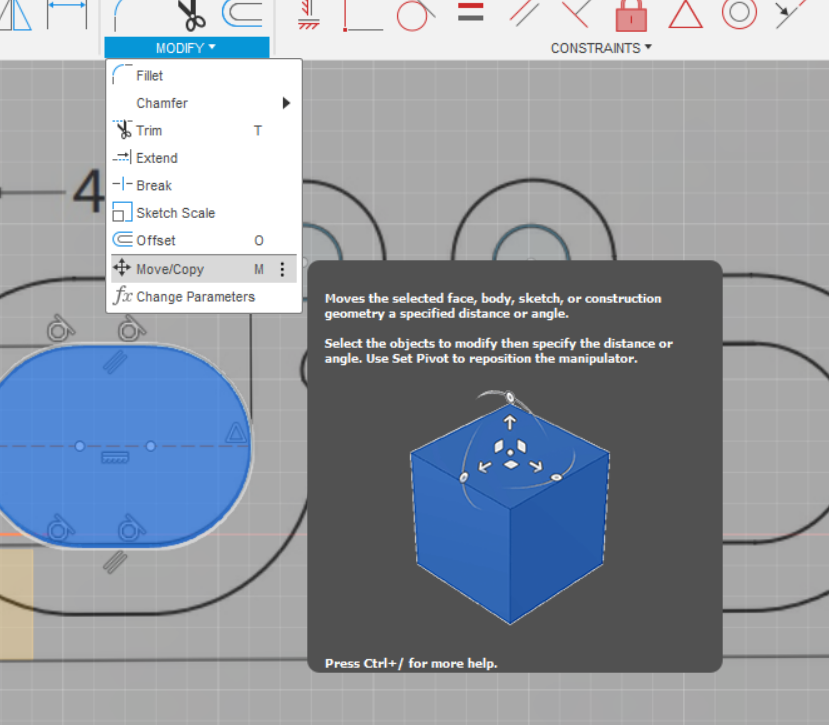 MODIFY ▾
CONSTRAINTS ▾
Fillet
Chamfer
Trim T
Extend
Break
Sketch Scale
Offset O
Move/Copy M
fx Change Parameters
4
Moves the selected face, body, sketch, or construction
geometry a specified distance or angle.
Select the objects to modify then specify the distance or
angle. Use Set Pivot to reposition the manipulator.
Press Ctrl+/ for more help.